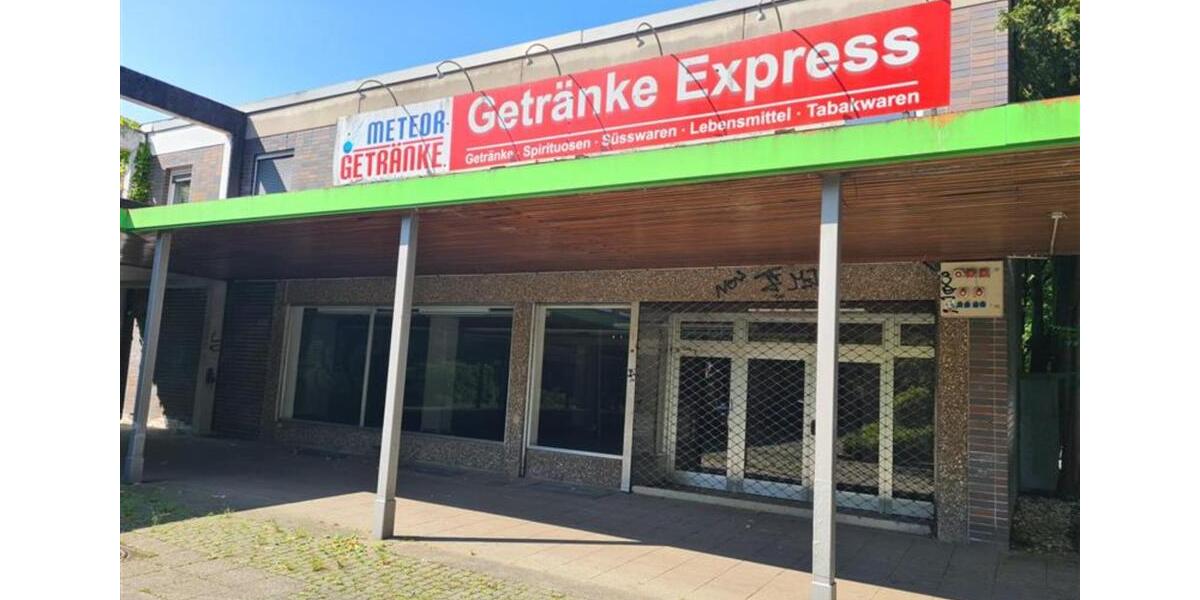 METEOR
GETRÄNKE.
Getränke Express
Getränke · Spirituosen · Süsswaren · Lebensmittel · Tabakwaren